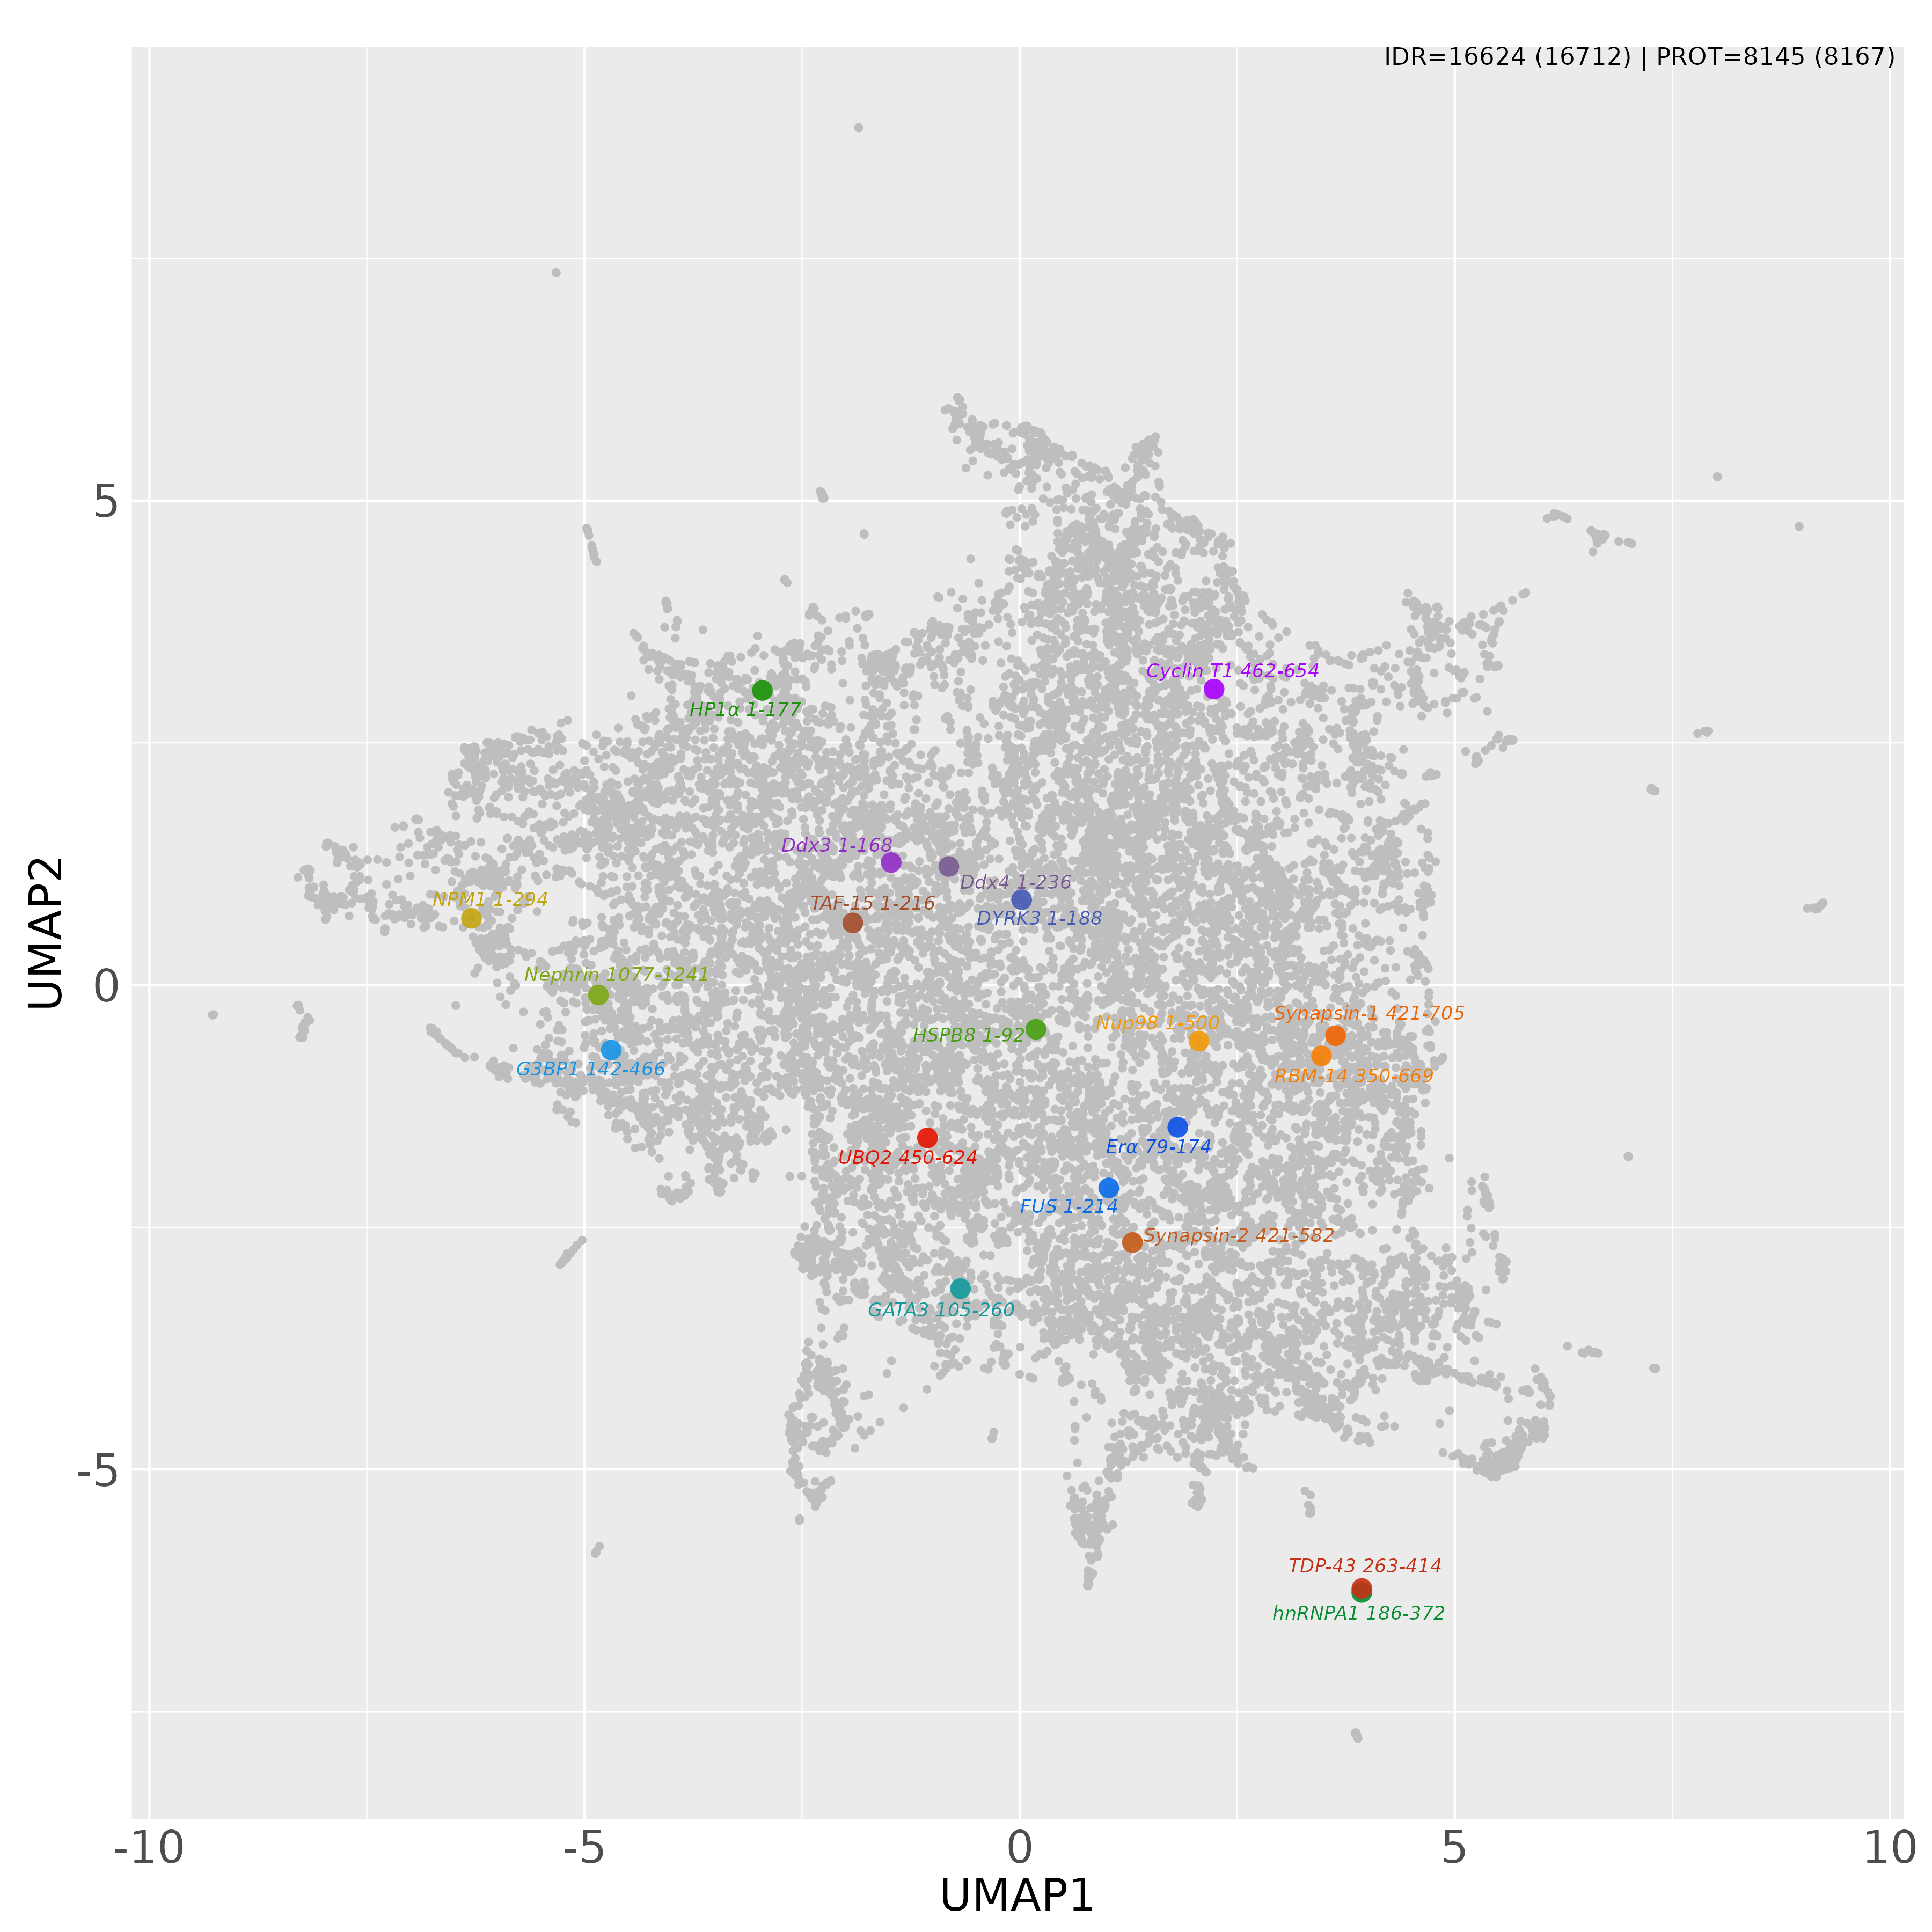 IDR=16624 (16712) | PROT=8145 (8167)
5
Cyclin T1 462-654
HP1α 1-177
Ddx3 1-168
Ddx4 1-236
NPM1 1-294
TAF-15 1-216
DYRK3 1-188
UMAP2
Nephrin 1077-1241
0
Synapsin-1 421-705
Nup98 1-500
HSPB8 1-92
G3BP1 142-466
RBM-14 350-669
Erα 79-174
UBQ2 450-624
FUS 1-214
Synapsin-2 421-582
GATA3 105-260
-5
TDP-43 263-414
hnRNPA1 186-372
-10 -5 0 5 10
UMAP1